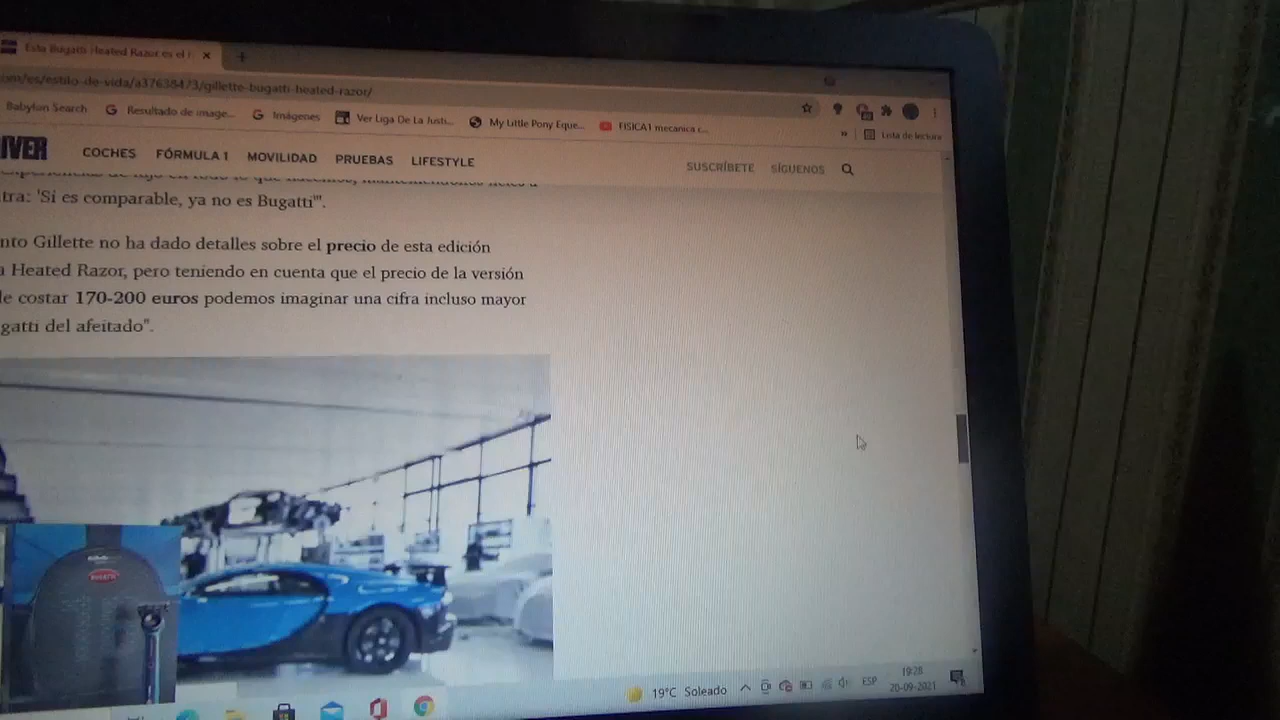 Esta Bugatti Heated Razor es el
com/es/estilo-de-vida/a37638473/gillette-bugatti-heated-razor/
Babylon Search Resultado de image... Imágenes Ver Liga De La Justi... My Little Pony Eque... FISICA1 mecanica c...
» Lista de lectura
IVER COCHES FÓRMULA 1 MOVILIDAD PRUEBAS LIFESTYLE SUSCRÍBETE SÍGUENOS
tra: 'Si es comparable, ya no es Bugatti'".
nto Gillette no ha dado detalles sobre el precio de esta edición
a Heated Razor, pero teniendo en cuenta que el precio de la versión
le costar 170-200 euros podemos imaginar una cifra incluso mayor
gatti del afeitado".
BUGATTI
19°C Soleado ESP 19:28
20-09-2021